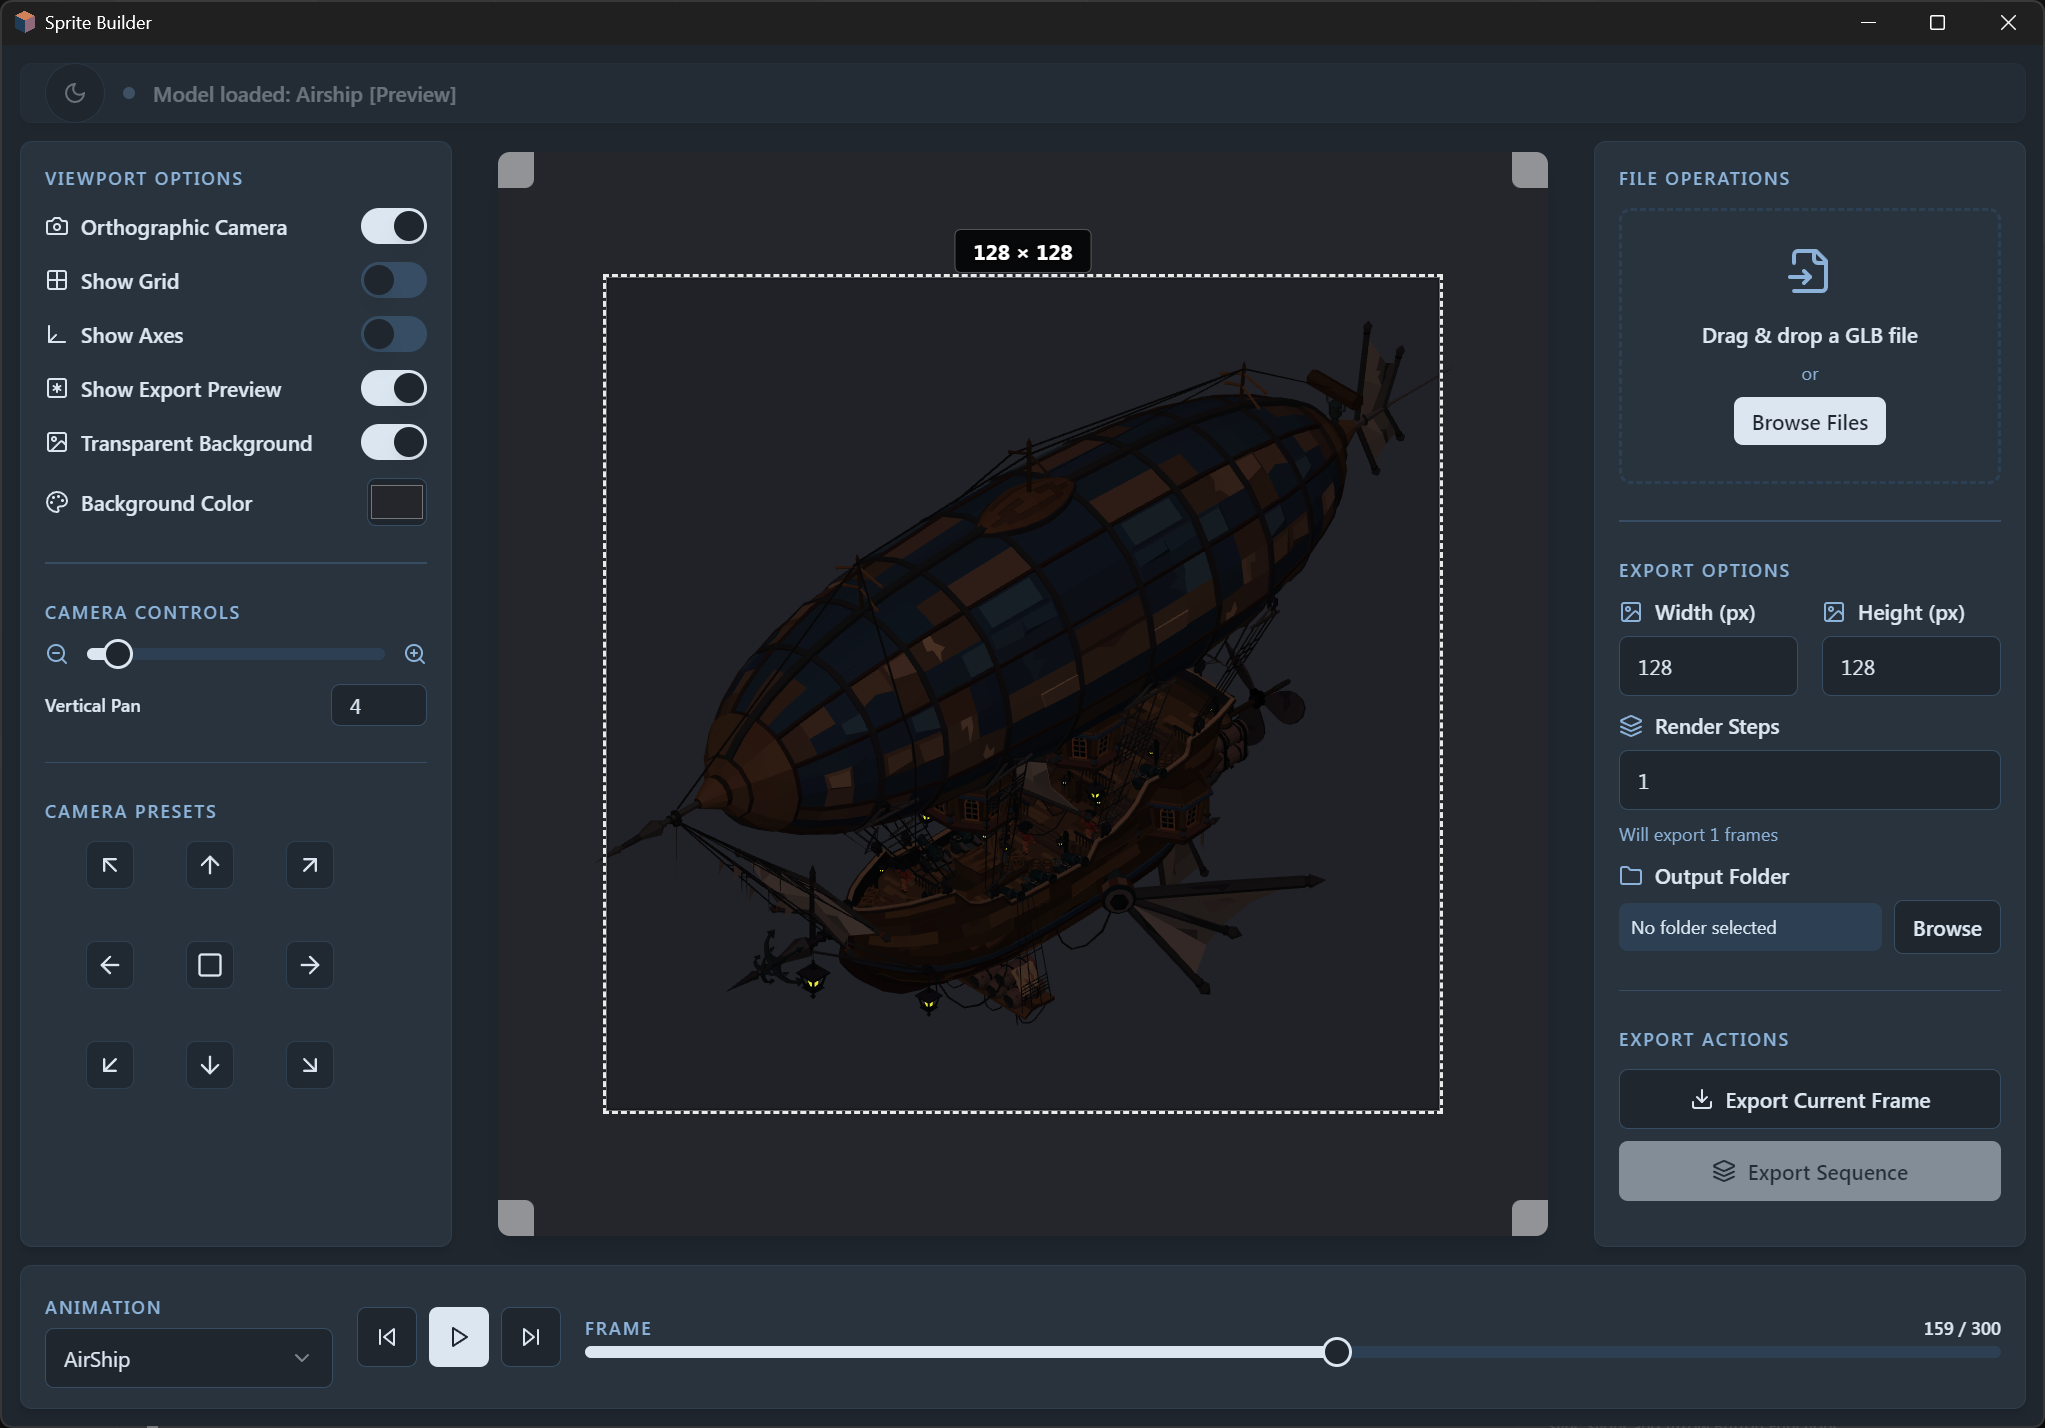 Sprite Builder
Model loaded: Airship [Preview]
VIEWPORT OPTIONS
Orthographic Camera
Show Grid
Show Axes
Show Export Preview
Transparent Background
Background Color
CAMERA CONTROLS
Vertical Pan
4
CAMERA PRESETS
128 × 128
FILE OPERATIONS
Drag & drop a GLB file
or
Browse Files
EXPORT OPTIONS
Width (px)
Height (px)
128
128
Render Steps
1
Will export 1 frames
Output Folder
No folder selected
Browse
EXPORT ACTIONS
Export Current Frame
Export Sequence
ANIMATION
AirShip
FRAME
159 / 300